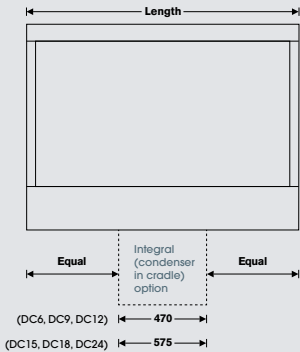 Length
Equal
Integral
(condenser
in cradle)
option
Equal
(DC6, DC9, DC12) 470
(DC15, DC18, DC24) 575